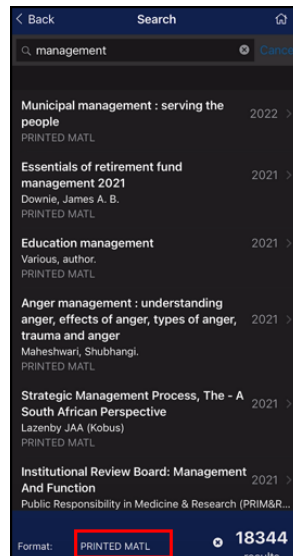 < Back Search
management Cance
Municipal management : serving the
people
2022
PRINTED MATL
Essentials of retirement fund
management 2021
2021
Downie, James A. B.
PRINTED MATL
Education management
2021
Various, author.
PRINTED MATL
Anger management : understanding
anger, effects of anger, types of anger,
trauma and anger
2021
Maheshwari, Shubhangi.
PRINTED MATL
Strategic Management Process, The - A
South African Perspective
2021
Lazenby JAA (Kobus)
PRINTED MATL
Institutional Review Board: Management
And Function
2021
Public Responsibility in Medicine & Research (PRIM&R...
Format: PRINTED MATL 18344
results